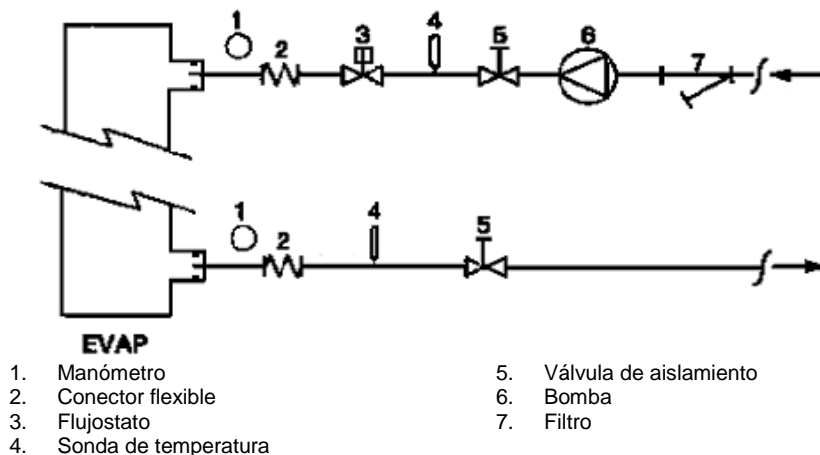 1 2 3 4 5 6 7
1 2 4 5
EVAP
1. Manómetro
2. Conector flexible
3. Flujostato
4. Sonda de temperatura
5. Válvula de aislamiento
6. Bomba
7. Filtro